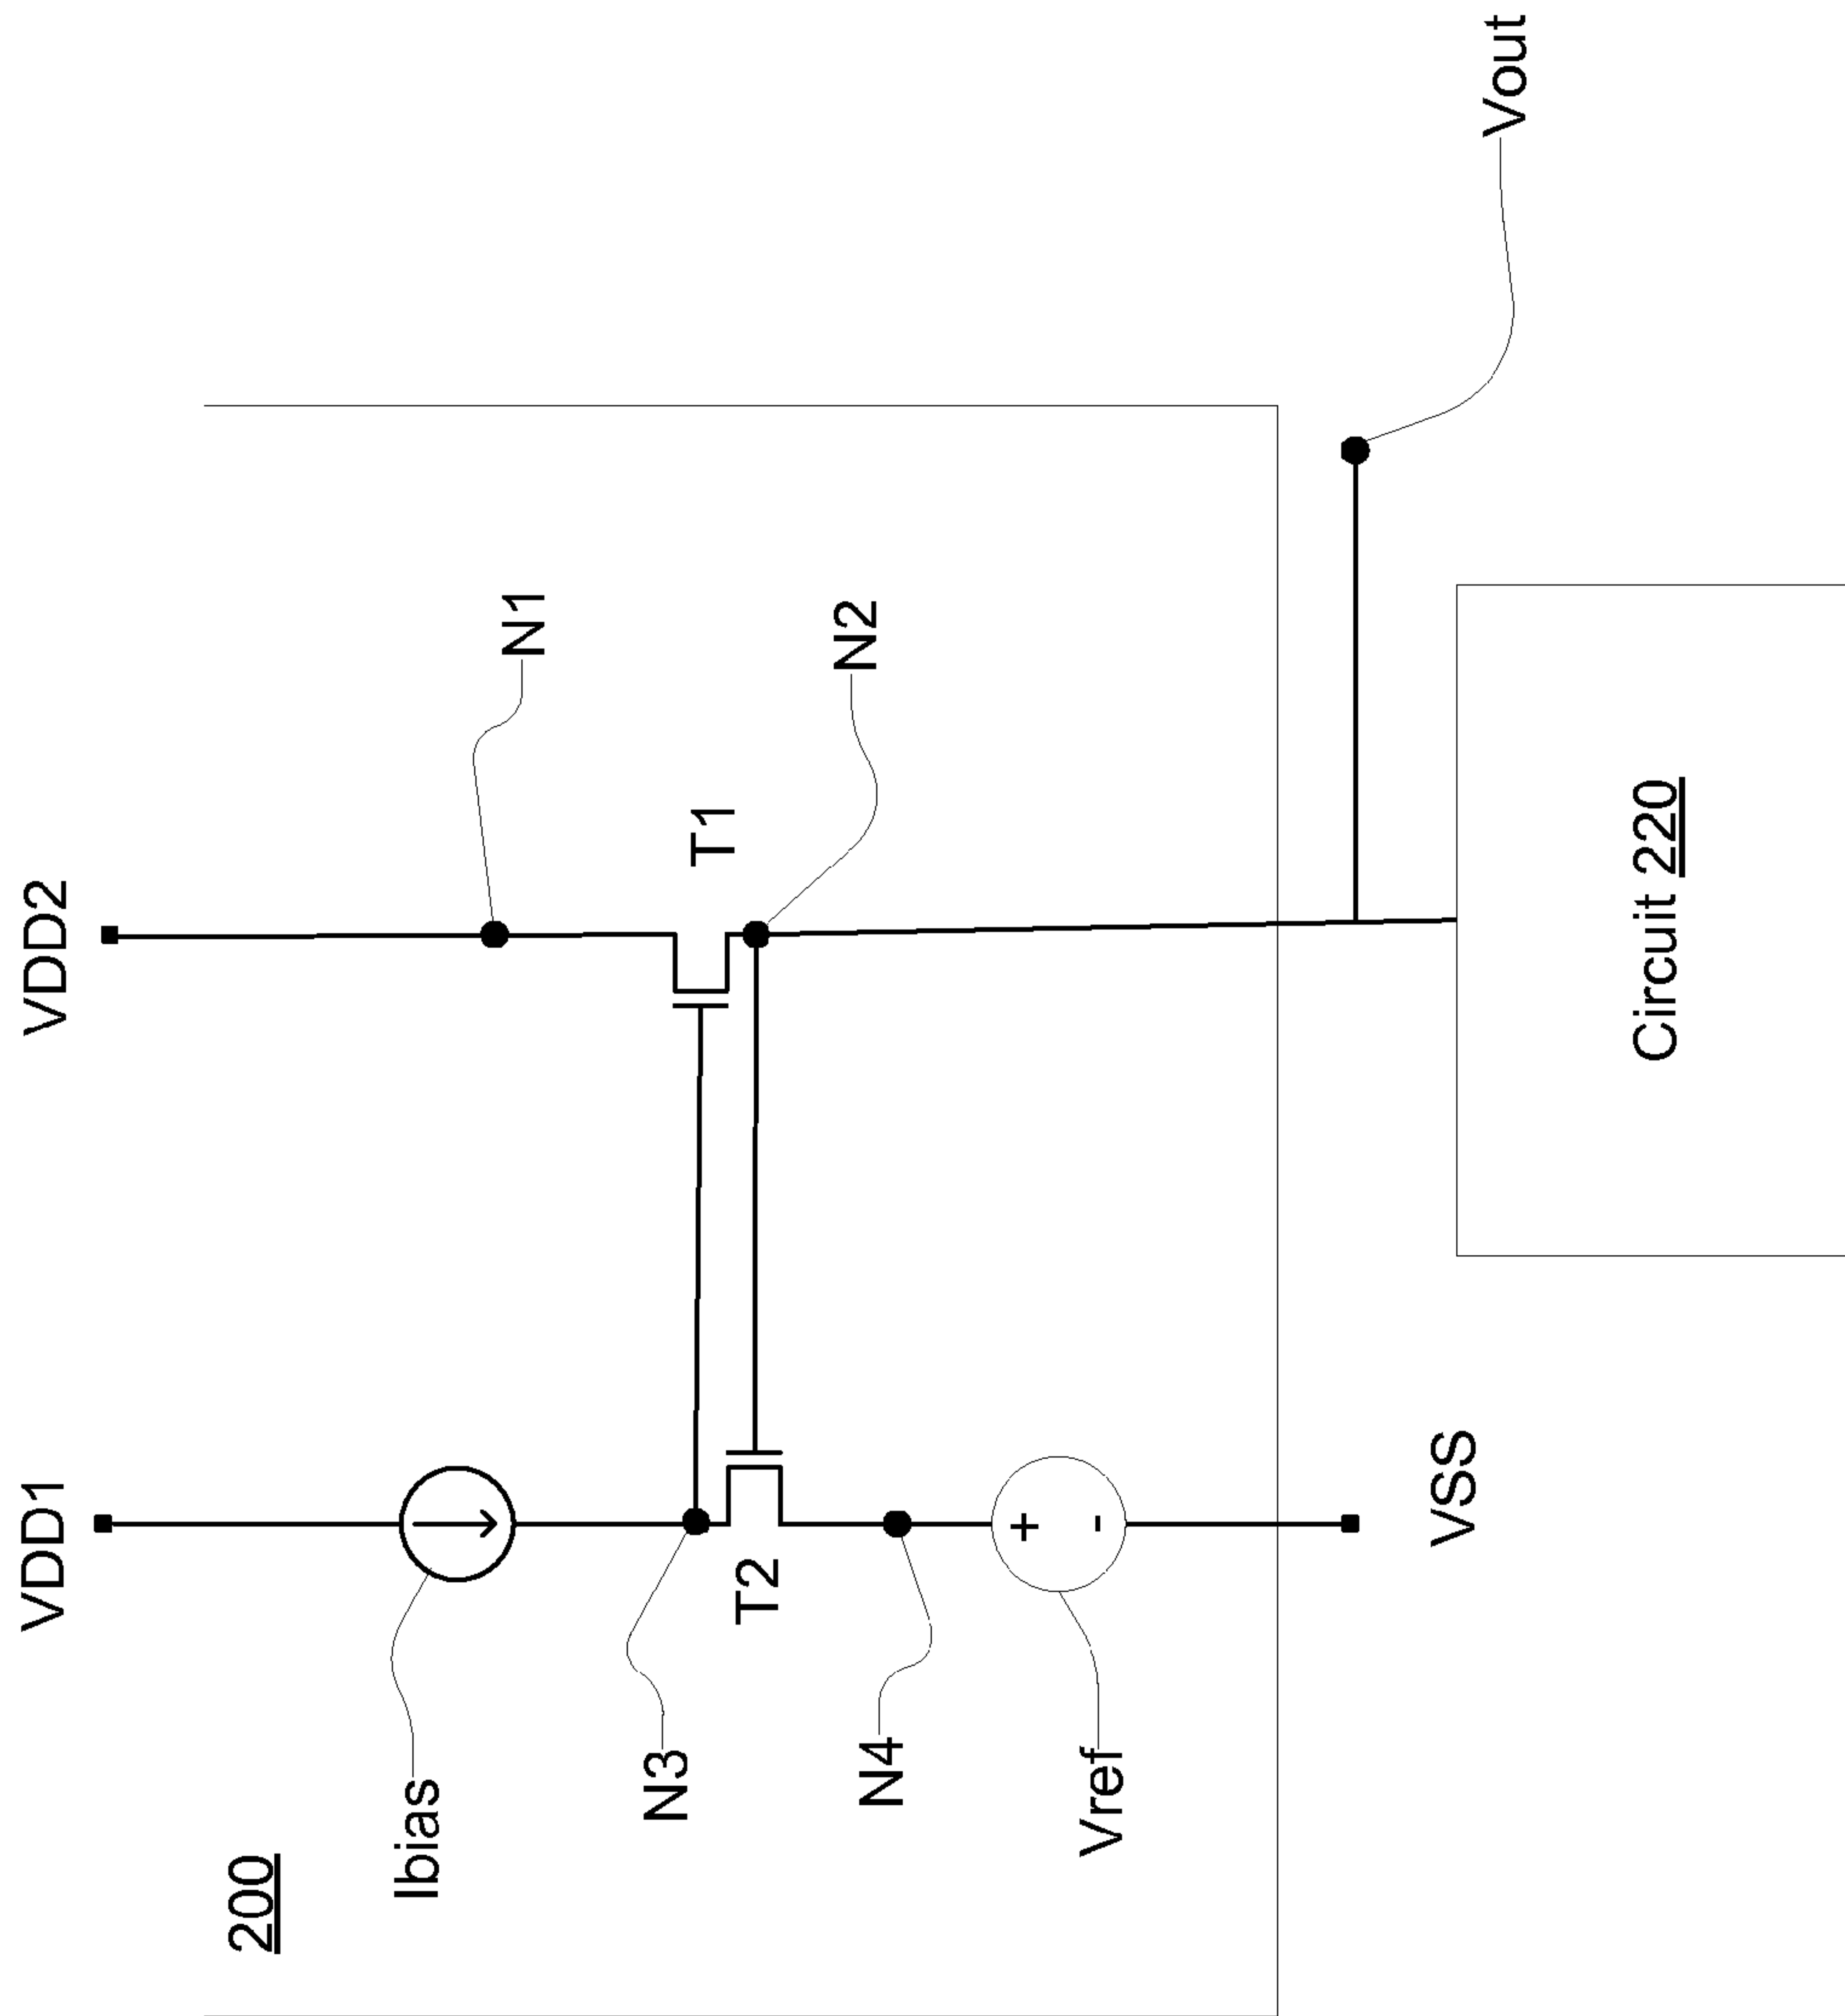 200
VDD1
VDD2
Ibias
N1
N3
T1
T2
N2
N4
Vref
VSS
Vout
Circuit 220